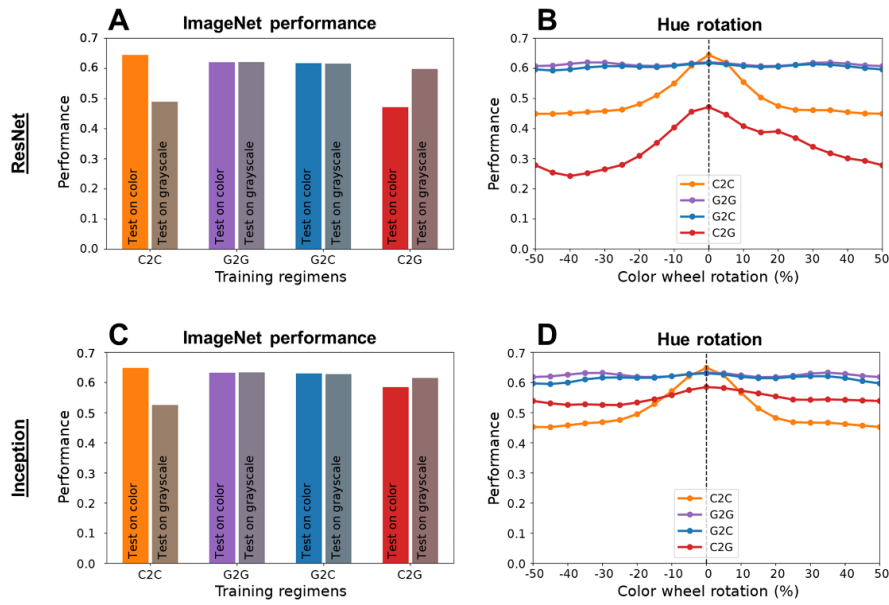 A
ImageNet performance
ResNet
Performance
0.7
0.6
0.5
0.4
0.3
0.2
0.1
0.0
Test on color
Test on grayscale
Test on color
Test on grayscale
Test on color
Test on grayscale
Test on color
Test on grayscale
C2C G2G G2C C2G
Training regimens
B
Hue rotation
Performance
0.7
0.6
0.5
0.4
0.3
0.2
0.1
0.0
C2C
G2G
G2C
C2G
-50 -40 -30 -20 -10 0 10 20 30 40 50
Color wheel rotation (%)
C
ImageNet performance
Inception
Performance
0.7
0.6
0.5
0.4
0.3
0.2
0.1
0.0
Test on color
Test on grayscale
Test on color
Test on grayscale
Test on color
Test on grayscale
Test on color
Test on grayscale
C2C G2G G2C C2G
Training regimens
D
Hue rotation
Performance
0.7
0.6
0.5
0.4
0.3
0.2
0.1
0.0
C2C
G2G
G2C
C2G
-50 -40 -30 -20 -10 0 10 20 30 40 50
Color wheel rotation (%)